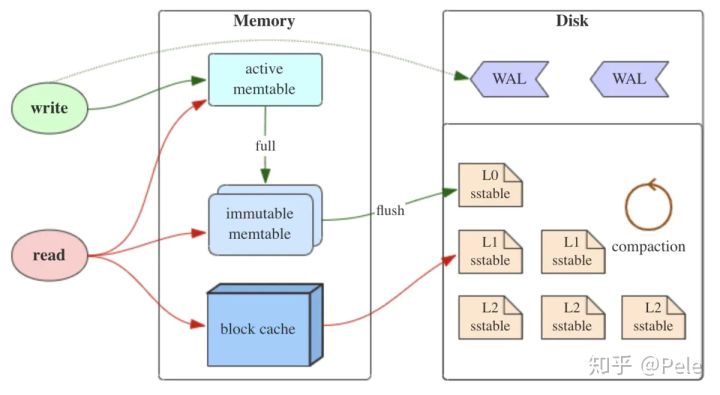 Memory
Disk
active
memtable
WAL
WAL
write
full
L0
sstable
immutable
memtable
flush
read
L1
sstable
L1
sstable
compaction
block cache
L2
sstable
L2
sstable
L2
sstable
知乎 @Pele